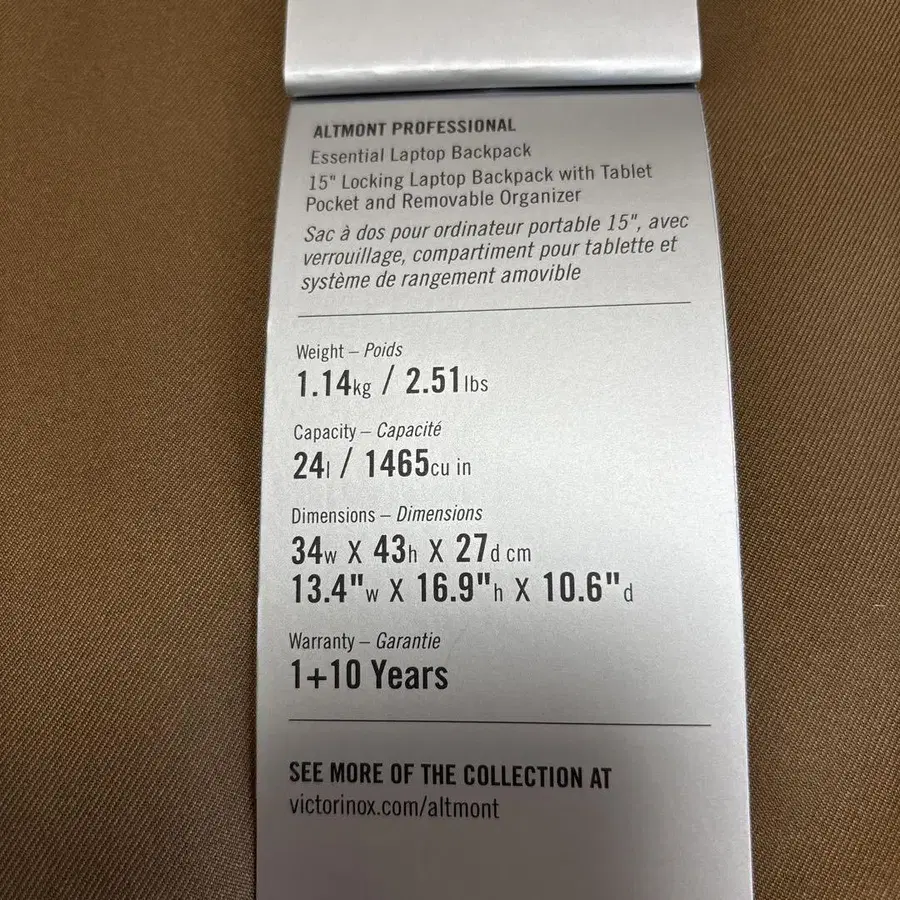 ALTMONT PROFESSIONAL
Essential Laptop Backpack
15" Locking Laptop Backpack with Tablet
Pocket and Removable Organizer
Sac à dos pour ordinateur portable 15", avec
verrouillage, compartiment pour tablette et
système de rangement amovible
Weight – Poids
1.14kg / 2.51lbs
Capacity – Capacité
24l / 1465cu in
Dimensions – Dimensions
34w X 43h X 27d cm
13.4"w X 16.9"h X 10.6"d
Warranty – Garantie
1+10 Years
SEE MORE OF THE COLLECTION AT
victorinox.com/altmont